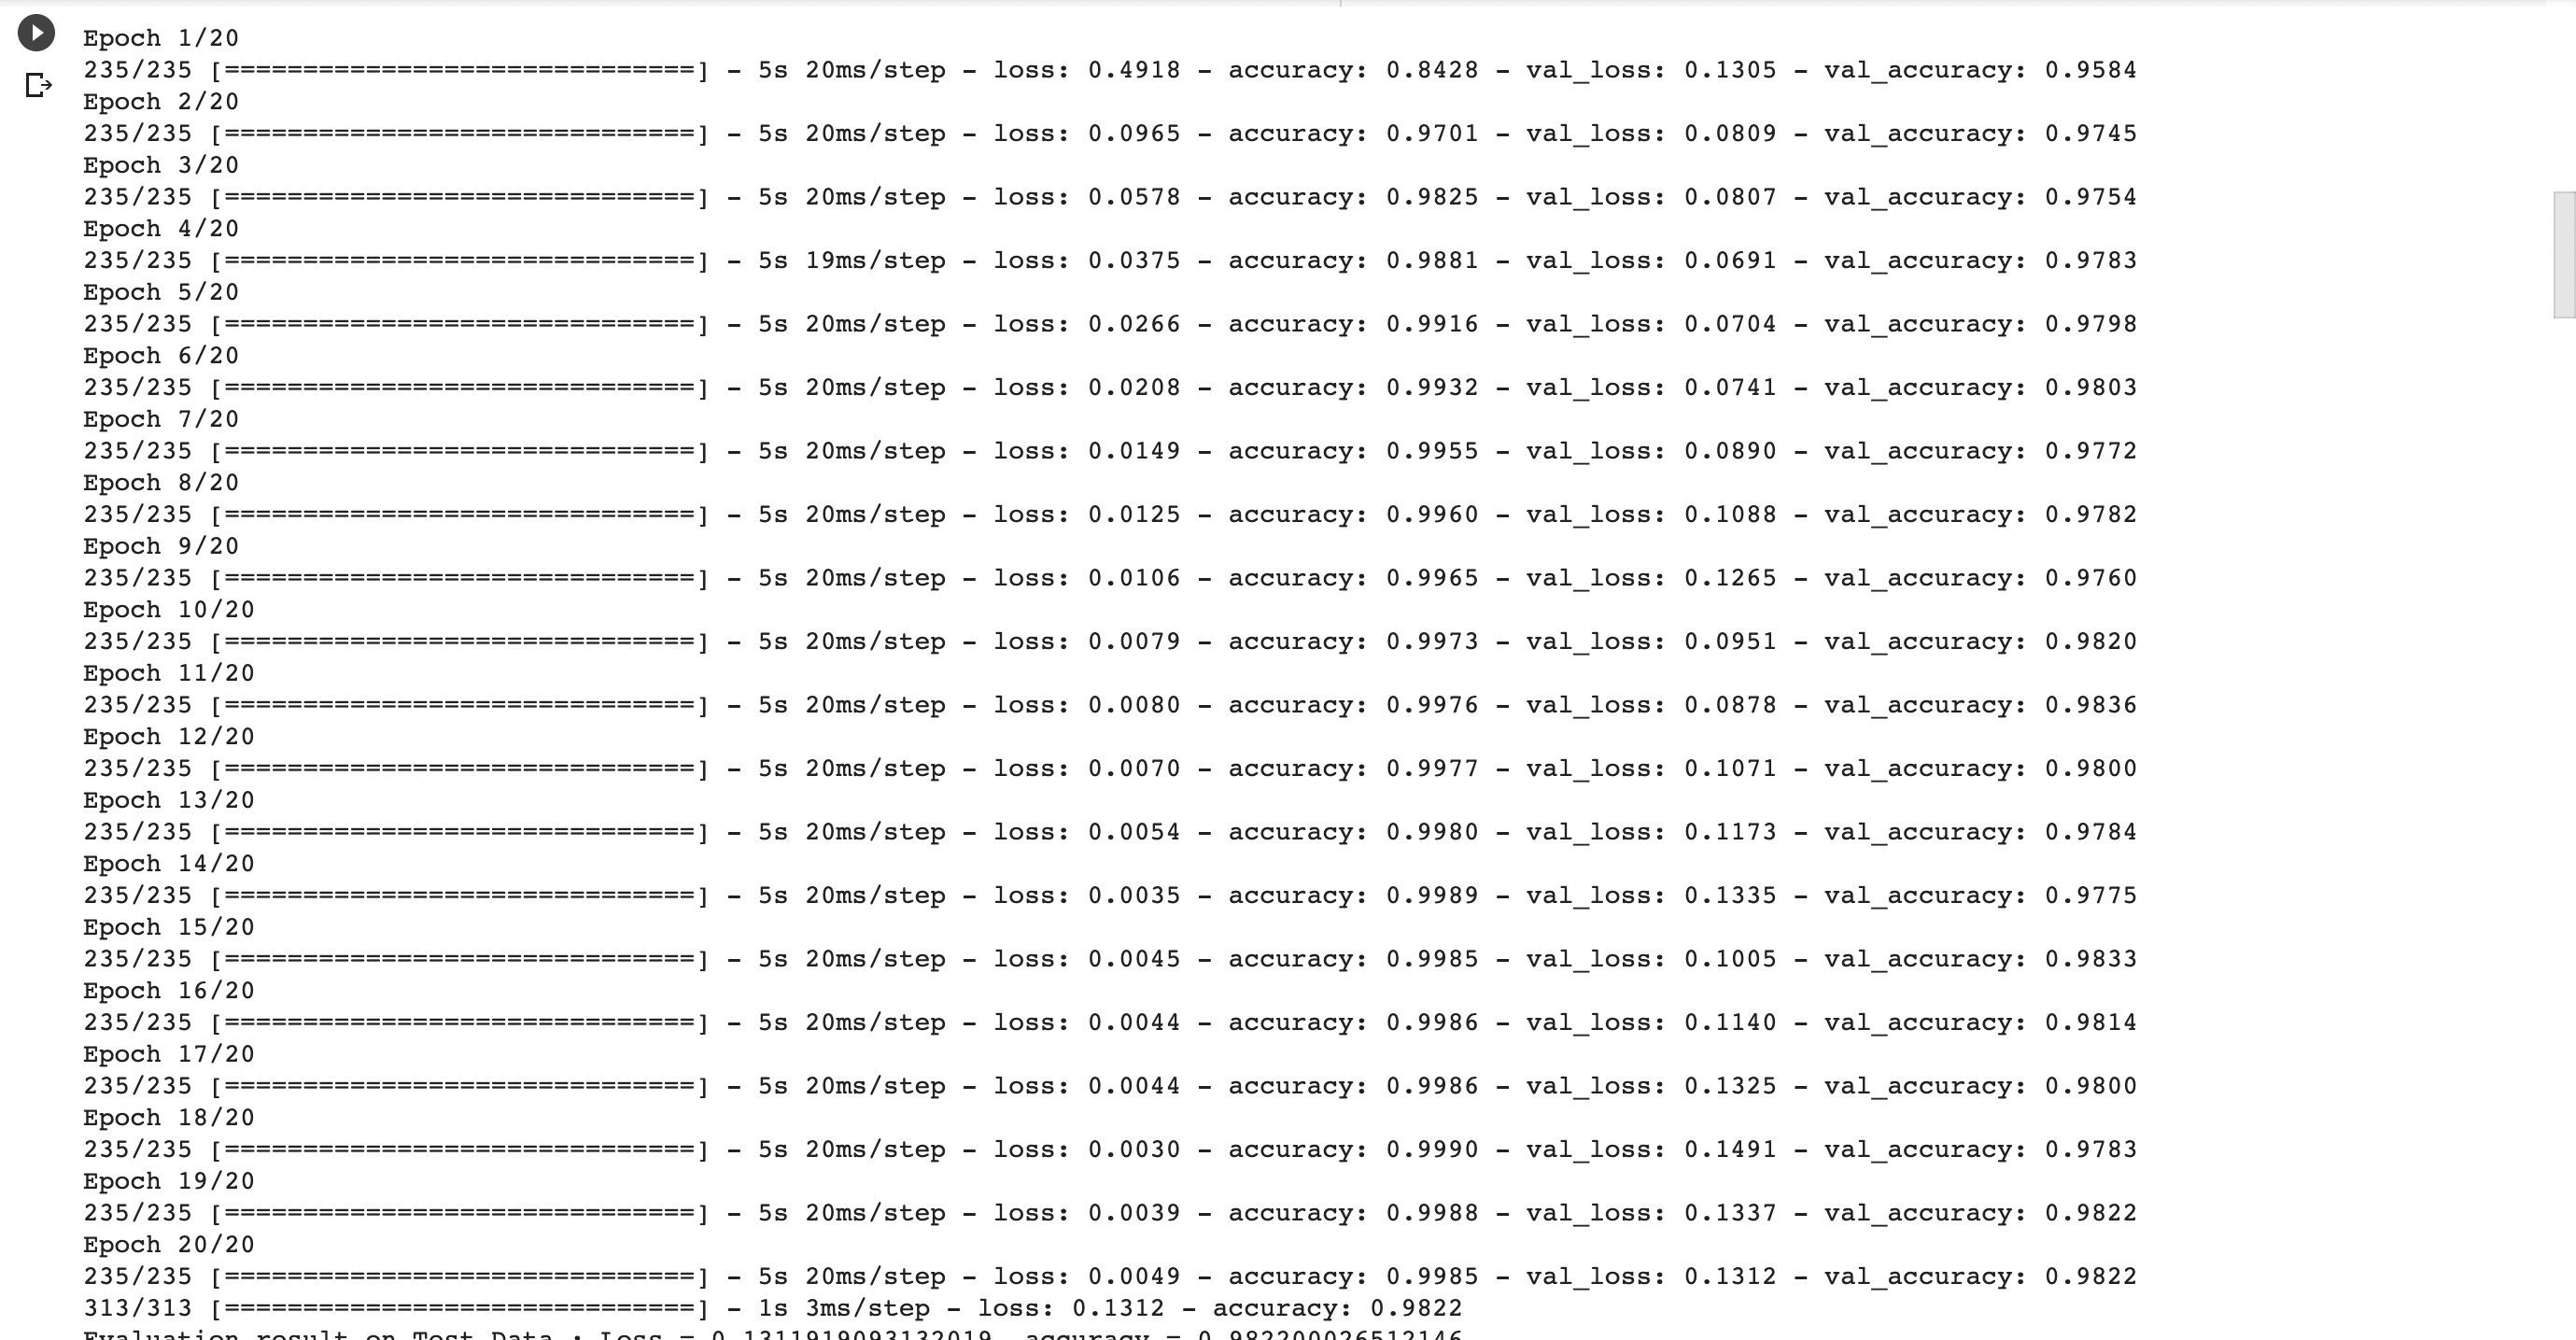 Epoch 1/20
235/235 [==============================] - 5s 20ms/step - loss: 0.4918 - accuracy: 0.8428 - val_loss: 0.1305 - val_accuracy: 0.9584
Epoch 2/20
235/235 [==============================] - 5s 20ms/step - loss: 0.0965 - accuracy: 0.9701 - val_loss: 0.0809 - val_accuracy: 0.9745
Epoch 3/20
235/235 [==============================] - 5s 20ms/step - loss: 0.0578 - accuracy: 0.9825 - val_loss: 0.0807 - val_accuracy: 0.9754
Epoch 4/20
235/235 [==============================] - 5s 19ms/step - loss: 0.0375 - accuracy: 0.9881 - val_loss: 0.0691 - val_accuracy: 0.9783
Epoch 5/20
235/235 [==============================] - 5s 20ms/step - loss: 0.0266 - accuracy: 0.9916 - val_loss: 0.0704 - val_accuracy: 0.9798
Epoch 6/20
235/235 [==============================] - 5s 20ms/step - loss: 0.0208 - accuracy: 0.9932 - val_loss: 0.0741 - val_accuracy: 0.9803
Epoch 7/20
235/235 [==============================] - 5s 20ms/step - loss: 0.0149 - accuracy: 0.9955 - val_loss: 0.0890 - val_accuracy: 0.9772
Epoch 8/20
235/235 [==============================] - 5s 20ms/step - loss: 0.0125 - accuracy: 0.9960 - val_loss: 0.1088 - val_accuracy: 0.9782
Epoch 9/20
235/235 [==============================] - 5s 20ms/step - loss: 0.0106 - accuracy: 0.9965 - val_loss: 0.1265 - val_accuracy: 0.9760
Epoch 10/20
235/235 [==============================] - 5s 20ms/step - loss: 0.0079 - accuracy: 0.9973 - val_loss: 0.0951 - val_accuracy: 0.9820
Epoch 11/20
235/235 [==============================] - 5s 20ms/step - loss: 0.0080 - accuracy: 0.9976 - val_loss: 0.0878 - val_accuracy: 0.9836
Epoch 12/20
235/235 [==============================] - 5s 20ms/step - loss: 0.0070 - accuracy: 0.9977 - val_loss: 0.1071 - val_accuracy: 0.9800
Epoch 13/20
235/235 [==============================] - 5s 20ms/step - loss: 0.0054 - accuracy: 0.9980 - val_loss: 0.1173 - val_accuracy: 0.9784
Epoch 14/20
235/235 [==============================] - 5s 20ms/step - loss: 0.0035 - accuracy: 0.9989 - val_loss: 0.1335 - val_accuracy: 0.9775
Epoch 15/20
235/235 [==============================] - 5s 20ms/step - loss: 0.0045 - accuracy: 0.9985 - val_loss: 0.1005 - val_accuracy: 0.9833
Epoch 16/20
235/235 [==============================] - 5s 20ms/step - loss: 0.0044 - accuracy: 0.9986 - val_loss: 0.1140 - val_accuracy: 0.9814
Epoch 17/20
235/235 [==============================] - 5s 20ms/step - loss: 0.0044 - accuracy: 0.9986 - val_loss: 0.1325 - val_accuracy: 0.9800
Epoch 18/20
235/235 [==============================] - 5s 20ms/step - loss: 0.0030 - accuracy: 0.9990 - val_loss: 0.1491 - val_accuracy: 0.9783
Epoch 19/20
235/235 [==============================] - 5s 20ms/step - loss: 0.0039 - accuracy: 0.9988 - val_loss: 0.1337 - val_accuracy: 0.9822
Epoch 20/20
235/235 [==============================] - 5s 20ms/step - loss: 0.0049 - accuracy: 0.9985 - val_loss: 0.1312 - val_accuracy: 0.9822
313/313 [==============================] - 1s 3ms/step - loss: 0.1312 - accuracy: 0.9822
Evaluation result on Test Data : Loss = 0.1311919093132019, accuracy = 0.982200026512146